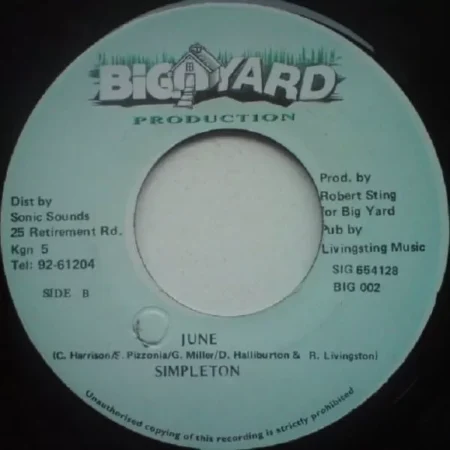 BIG YARD
PRODUCTION
Dist by
Sonic Sounds
25 Retirement Rd.
Kgn 5
Tel: 92-61204
SIDE B
Prod. by
Robert Sting
for Big Yard
Pub by
Livingsting Music
SIG 654128
BIG 002
JUNE
(C. Harrison/F. Pizzonia/G. Miller/D. Halliburton & R. Livingston)
SIMPLETON
Unauthorised copying of this recording is strictly prohibited